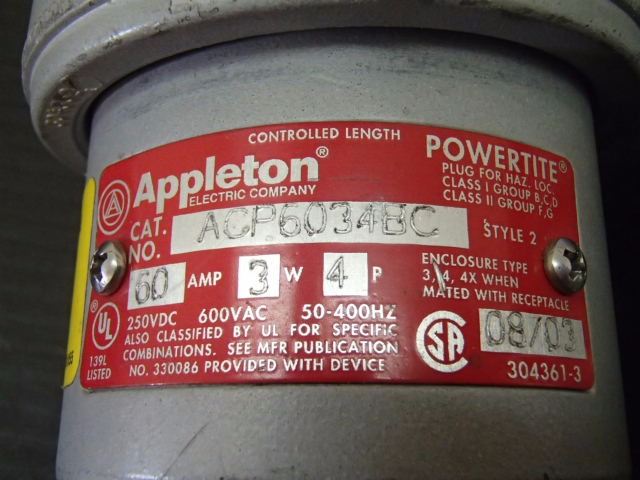 CONTROLLED LENGTH
Appleton®
ELECTRIC COMPANY
POWERTITE®
PLUG FOR HAZ. LOC.
CLASS I GROUP B,C,D
CLASS II GROUP F,G
CAT. NO. ACP6034BC
STYLE 2
60 AMP 3 W 4 P
ENCLOSURE TYPE
3, 4, 4X WHEN
MATED WITH RECEPTACLE
UL
139L
LISTED
250VDC 600VAC 50-400HZ
ALSO CLASSIFIED BY UL FOR SPECIFIC
COMBINATIONS. SEE MFR PUBLICATION
NO. 330086 PROVIDED WITH DEVICE
CSA
08/03
304361-3